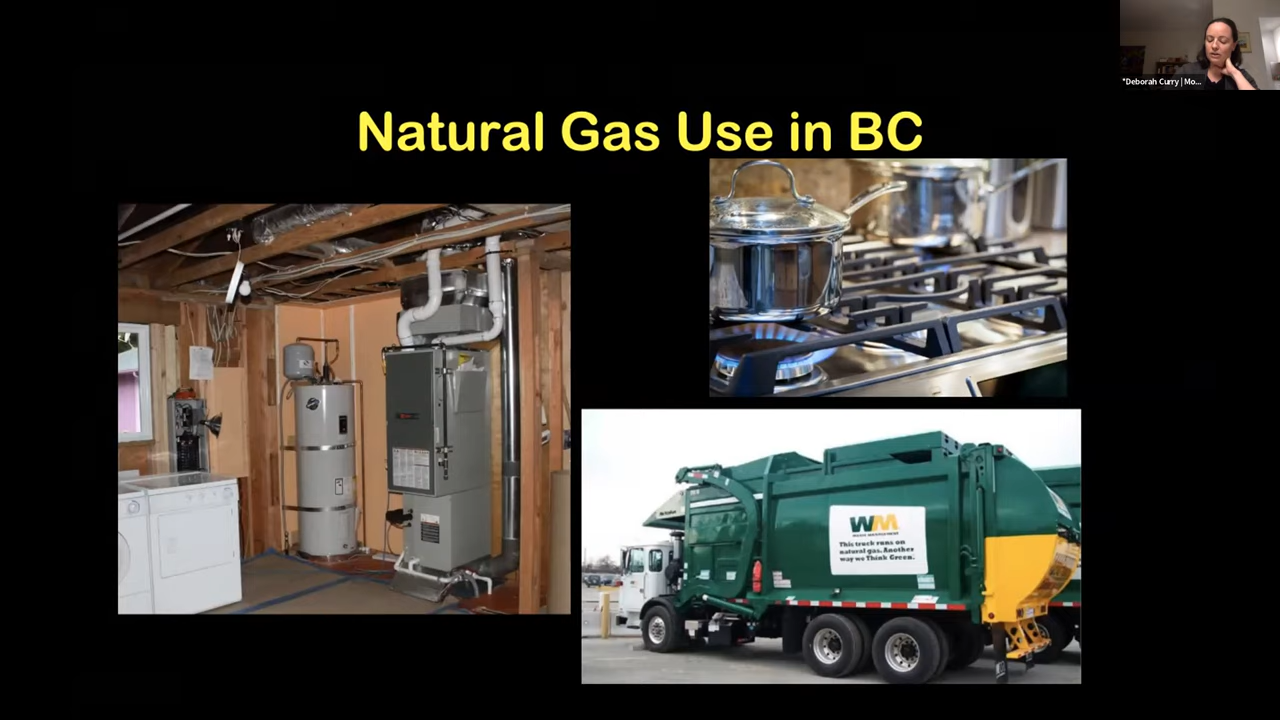 *Deborah Curry | Mo...
Natural Gas Use in BC
WM
WASTE MANAGEMENT
This truck runs on
natural gas. Another
way we Think Green.